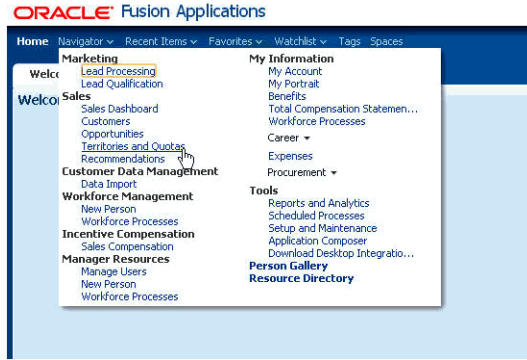 ORACLE Fusion Applications
Home Navigator Recent Items Favorites Watchlist Tags Spaces
Welco
Welco
Marketing
Lead Processing
Lead Qualification
Sales
Sales Dashboard
Customers
Opportunities
Territories and Quotas
Recommendations
Customer Data Management
Data Import
Workforce Management
New Person
Workforce Processes
Incentive Compensation
Sales Compensation
Manager Resources
Manage Users
New Person
Workforce Processes
My Information
My Account
My Portrait
Benefits
Total Compensation Statemen...
Workforce Processes
Career
Expenses
Procurement
Tools
Reports and Analytics
Scheduled Processes
Setup and Maintenance
Application Composer
Download Desktop Integratio...
Person Gallery
Resource Directory